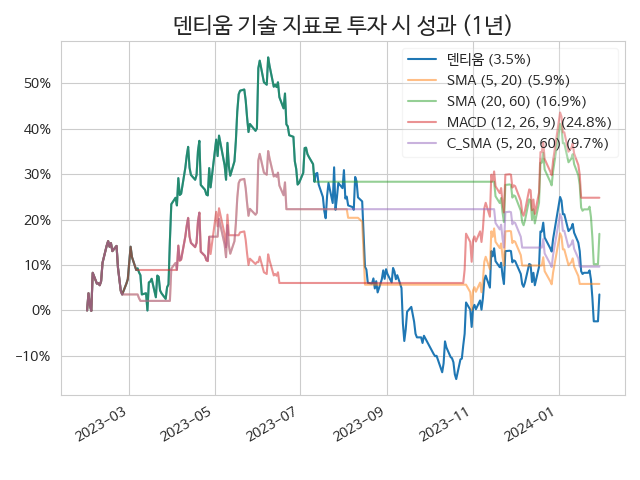 덴티움 기술 지표로 투자 시 성과 (1년)
덴티움 (3.5%)
SMA (5, 20) (5.9%)
SMA (20, 60) (16.9%)
MACD (12, 26, 9) (24.8%)
C_SMA (5, 20, 60) (9.7%)
50%
40%
30%
20%
10%
0%
−10%
2023−03
2023−05
2023−07
2023−09
2023−11
2024−01